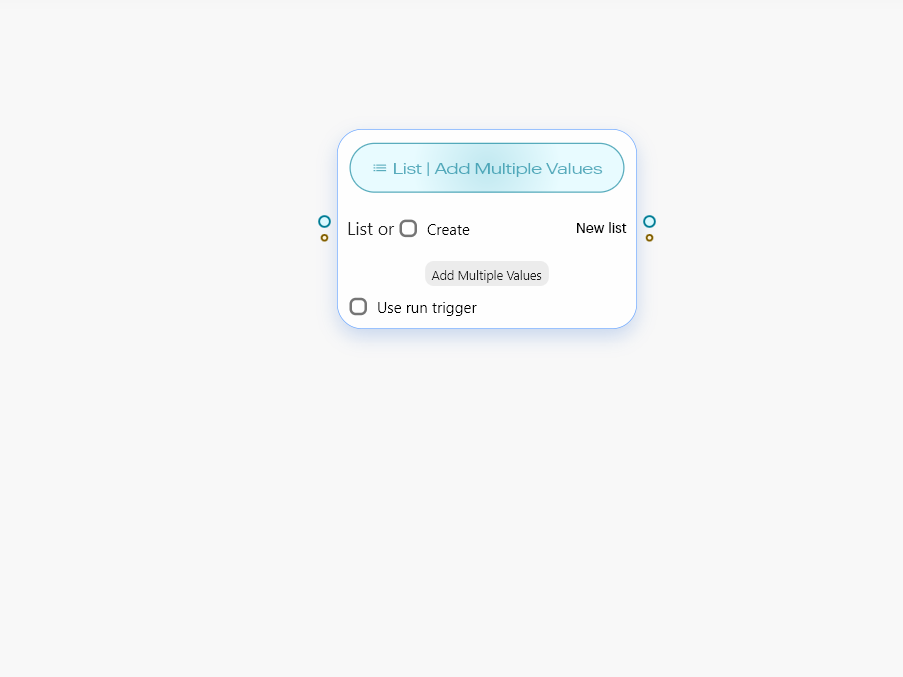 List | Add Multiple Values
List or Create New list
Add Multiple Values
Use run trigger